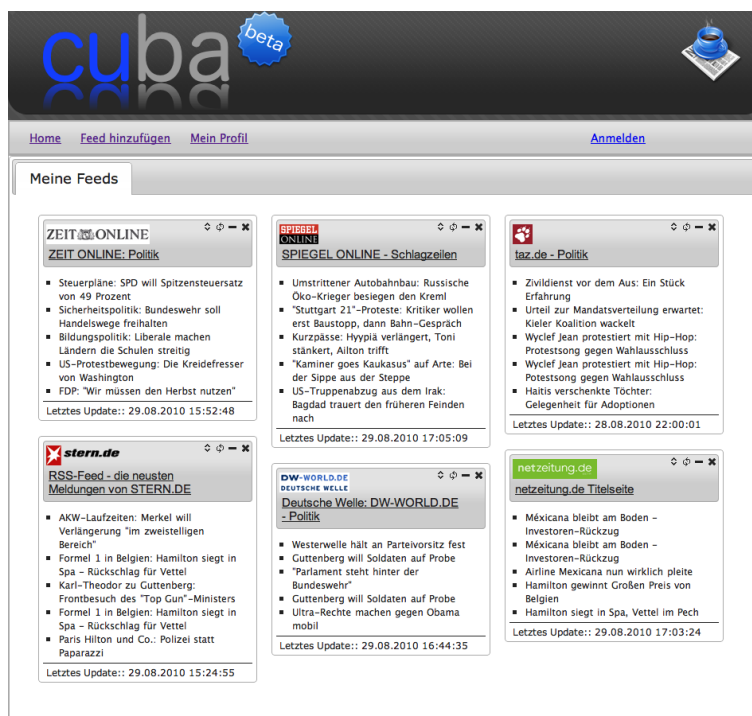 cuba beta
Home Feed hinzufügen Mein Profil Anmelden
Meine Feeds
ZEIT ONLINE
ZEIT ONLINE: Politik
Steuerpläne: SPD will Spitzensteuersatz
von 49 Prozent
Sicherheitspolitik: Bundeswehr soll
Handelswege freihalten
Bildungspolitik: Liberale machen
Ländern die Schulen streitig
US-Protestbewegung: Die Kreidefresser
von Washington
FDP: "Wir müssen den Herbst nutzen"
Letztes Update:: 29.08.2010 15:52:48
stern.de
RSS-Feed - die neusten
Meldungen von STERN.DE
AKW-Laufzeiten: Merkel will
Verlängerung "im zweistelligen
Bereich"
Formel 1 in Belgien: Hamilton siegt in
Spa - Rückschlag für Vettel
Karl-Theodor zu Guttenberg:
Frontbesuch des "Top Gun"-Ministers
Formel 1 in Belgien: Hamilton siegt in
Spa - Rückschlag für Vettel
Paris Hilton und Co.: Polizei statt
Paparazzi
Letztes Update:: 29.08.2010 15:24:55
SPIEGEL
ONLINE
SPIEGEL ONLINE - Schlagzeilen
Umstrittener Autobahnbau: Russische
Öko-Krieger besiegen den Kreml
"Stuttgart 21"-Proteste: Kritiker wollen
erst Baustopp, dann Bahn-Gespräch
Kurzpässe: Hyypiä verlängert, Toni
stänkert, Ailton trifft
"Kaminer goes Kaukasus" auf Arte: Bei
der Sippe aus der Steppe
US-Truppenabzug aus dem Irak:
Bagdad trauert den früheren Feinden
nach
Letztes Update:: 29.08.2010 17:05:09
DW-WORLD.DE
DEUTSCHE WELLE
Deutsche Welle: DW-WORLD.DE
- Politik
Westerwelle hält an Parteivorsitz fest
Guttenberg will Soldaten auf Probe
"Parlament steht hinter der
Bundeswehr"
Guttenberg will Soldaten auf Probe
Ultra-Rechte machen gegen Obama
mobil
Letztes Update:: 29.08.2010 16:44:35
taz.de - Politik
Zivildienst vor dem Aus: Ein Stück
Erfahrung
Urteil zur Mandatsverteilung erwartet:
Kieler Koalition wackelt
Wyclef Jean protestiert mit Hip-Hop:
Protestsong gegen Wahlausschluss
Wyclef Jean protestiert mit Hip-Hop:
Potestsong gegen Wahlausschluss
Haitis verschenkte Töchter:
Gelegenheit für Adoptionen
Letztes Update:: 28.08.2010 22:00:01
netzeitung.de
netzeitung.de Titelseite
Méxicana bleibt am Boden -
Investoren-Rückzug
Méxicana bleibt am Boden -
Investoren-Rückzug
Airline Mexicana nun wirklich pleite
Hamilton gewinnt Großen Preis von
Belgien
Hamilton siegt in Spa, Vettel im Pech
Letztes Update:: 29.08.2010 17:03:24